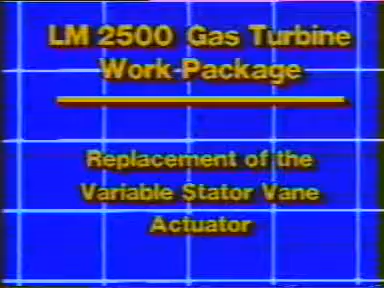 LM 2500 Gas Turbine
Work-Package
Replacement of the
Variable Stator Vane
Actuator